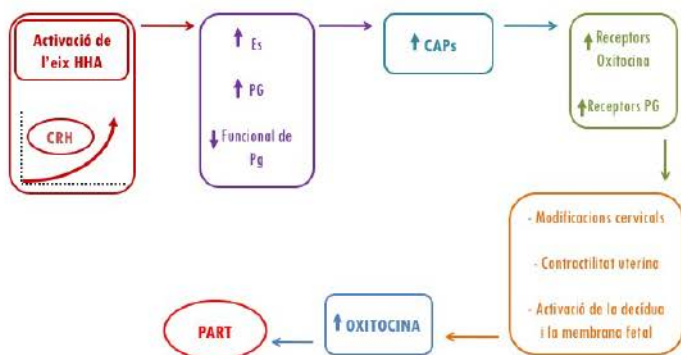 Activació de
l'eix HHA
CRH
↑ Es
↑ PG
↓ Funcional de
Pg
↑ CAPs
↑ Receptors
Oxitocina
↑ Receptors PG
- Modificacions cervicals
- Contractilitat uterina
- Activació de la decídua
i la membrana fetal
↑ OXITOCINA
PART